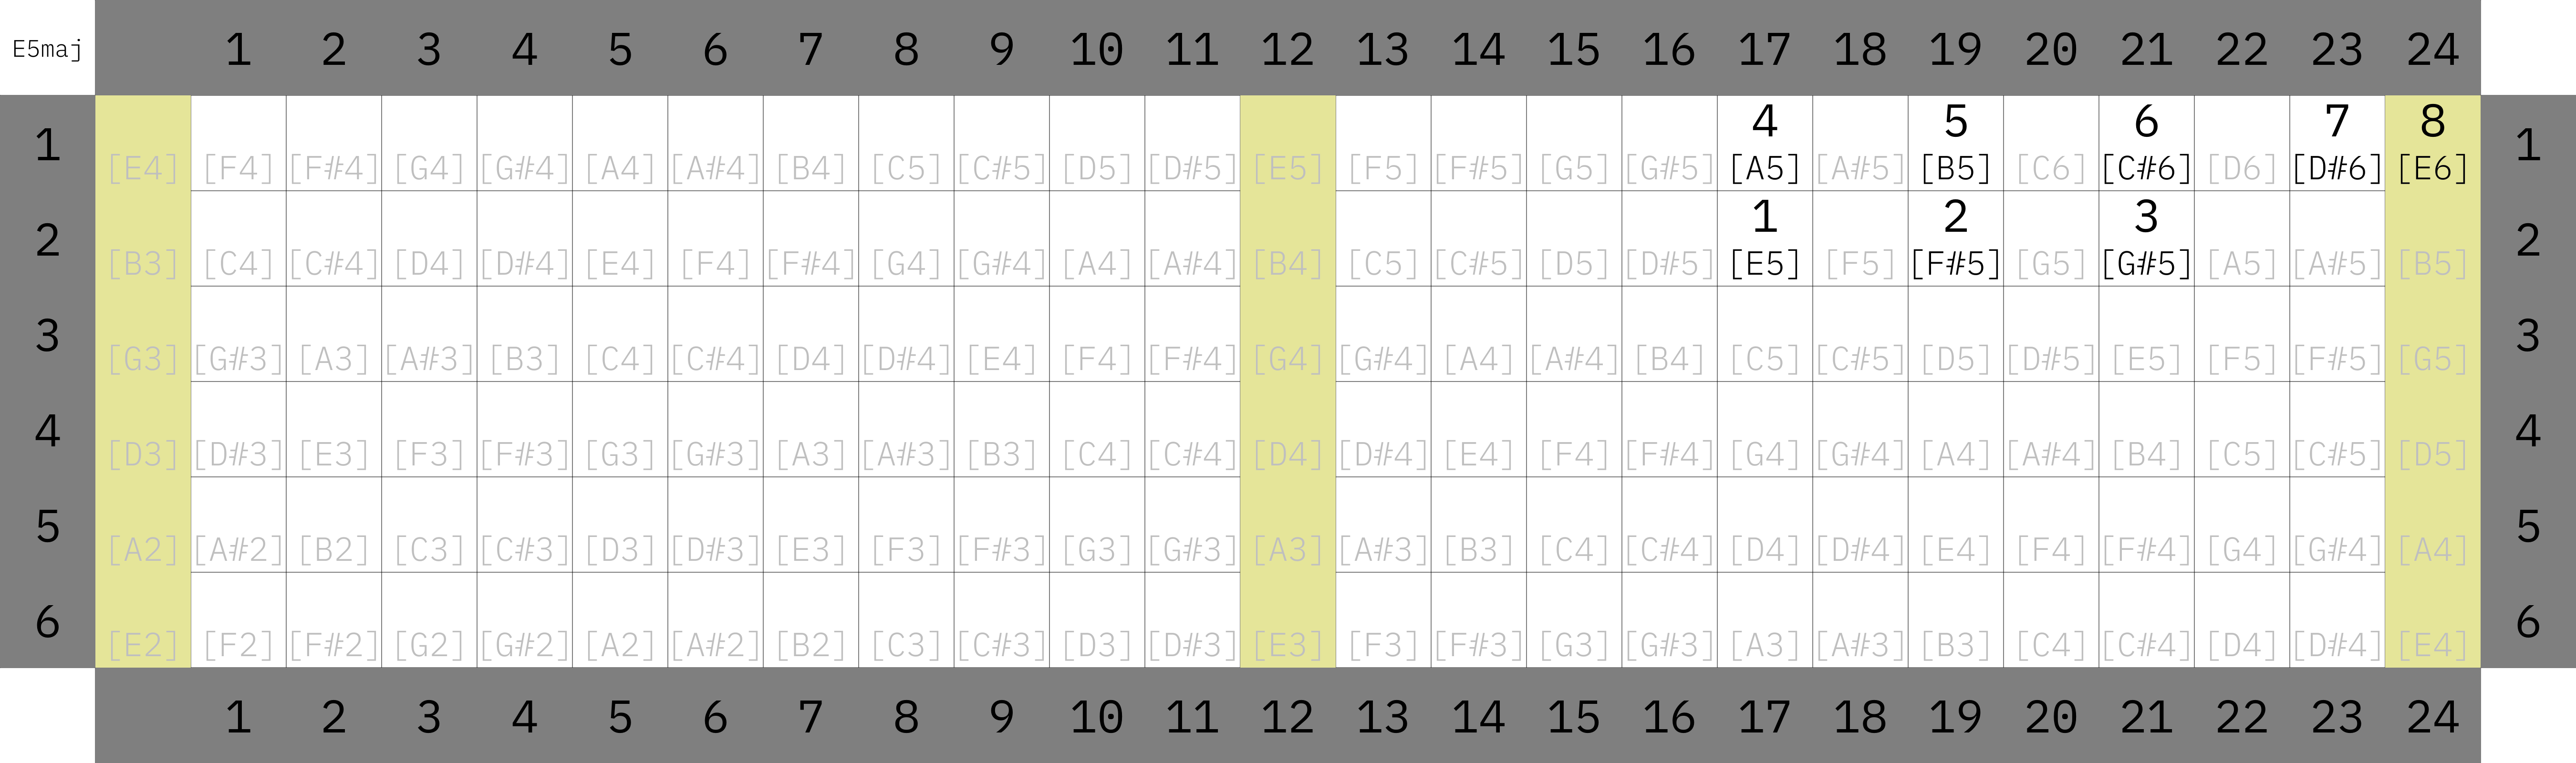 E5maj 1 2 3 4 5 6 7 8 9 10 11 12 13 14 15 16 17 18 19 20 21 22 23 24
4 5 6 7 8
1 [E4] [F4] [F#4] [G4] [G#4] [A4] [A#4] [B4] [C5] [C#5] [D5] [D#5] [E5] [F5] [F#5] [G5] [G#5] [A5] [A#5] [B5] [C6] [C#6] [D6] [D#6] [E6] 1
1 2 3
2 [B3] [C4] [C#4] [D4] [D#4] [E4] [F4] [F#4] [G4] [G#4] [A4] [A#4] [B4] [C5] [C#5] [D5] [D#5] [E5] [F5] [F#5] [G5] [G#5] [A5] [A#5] [B5] 2
3 [G3] [G#3] [A3] [A#3] [B3] [C4] [C#4] [D4] [D#4] [E4] [F4] [F#4] [G4] [G#4] [A4] [A#4] [B4] [C5] [C#5] [D5] [D#5] [E5] [F5] [F#5] [G5] 3
4 [D3] [D#3] [E3] [F3] [F#3] [G3] [G#3] [A3] [A#3] [B3] [C4] [C#4] [D4] [D#4] [E4] [F4] [F#4] [G4] [G#4] [A4] [A#4] [B4] [C5] [C#5] [D5] 4
5 [A2] [A#2] [B2] [C3] [C#3] [D3] [D#3] [E3] [F3] [F#3] [G3] [G#3] [A3] [A#3] [B3] [C4] [C#4] [D4] [D#4] [E4] [F4] [F#4] [G4] [G#4] [A4] 5
6 [E2] [F2] [F#2] [G2] [G#2] [A2] [A#2] [B2] [C3] [C#3] [D3] [D#3] [E3] [F3] [F#3] [G3] [G#3] [A3] [A#3] [B3] [C4] [C#4] [D4] [D#4] [E4] 6
1 2 3 4 5 6 7 8 9 10 11 12 13 14 15 16 17 18 19 20 21 22 23 24